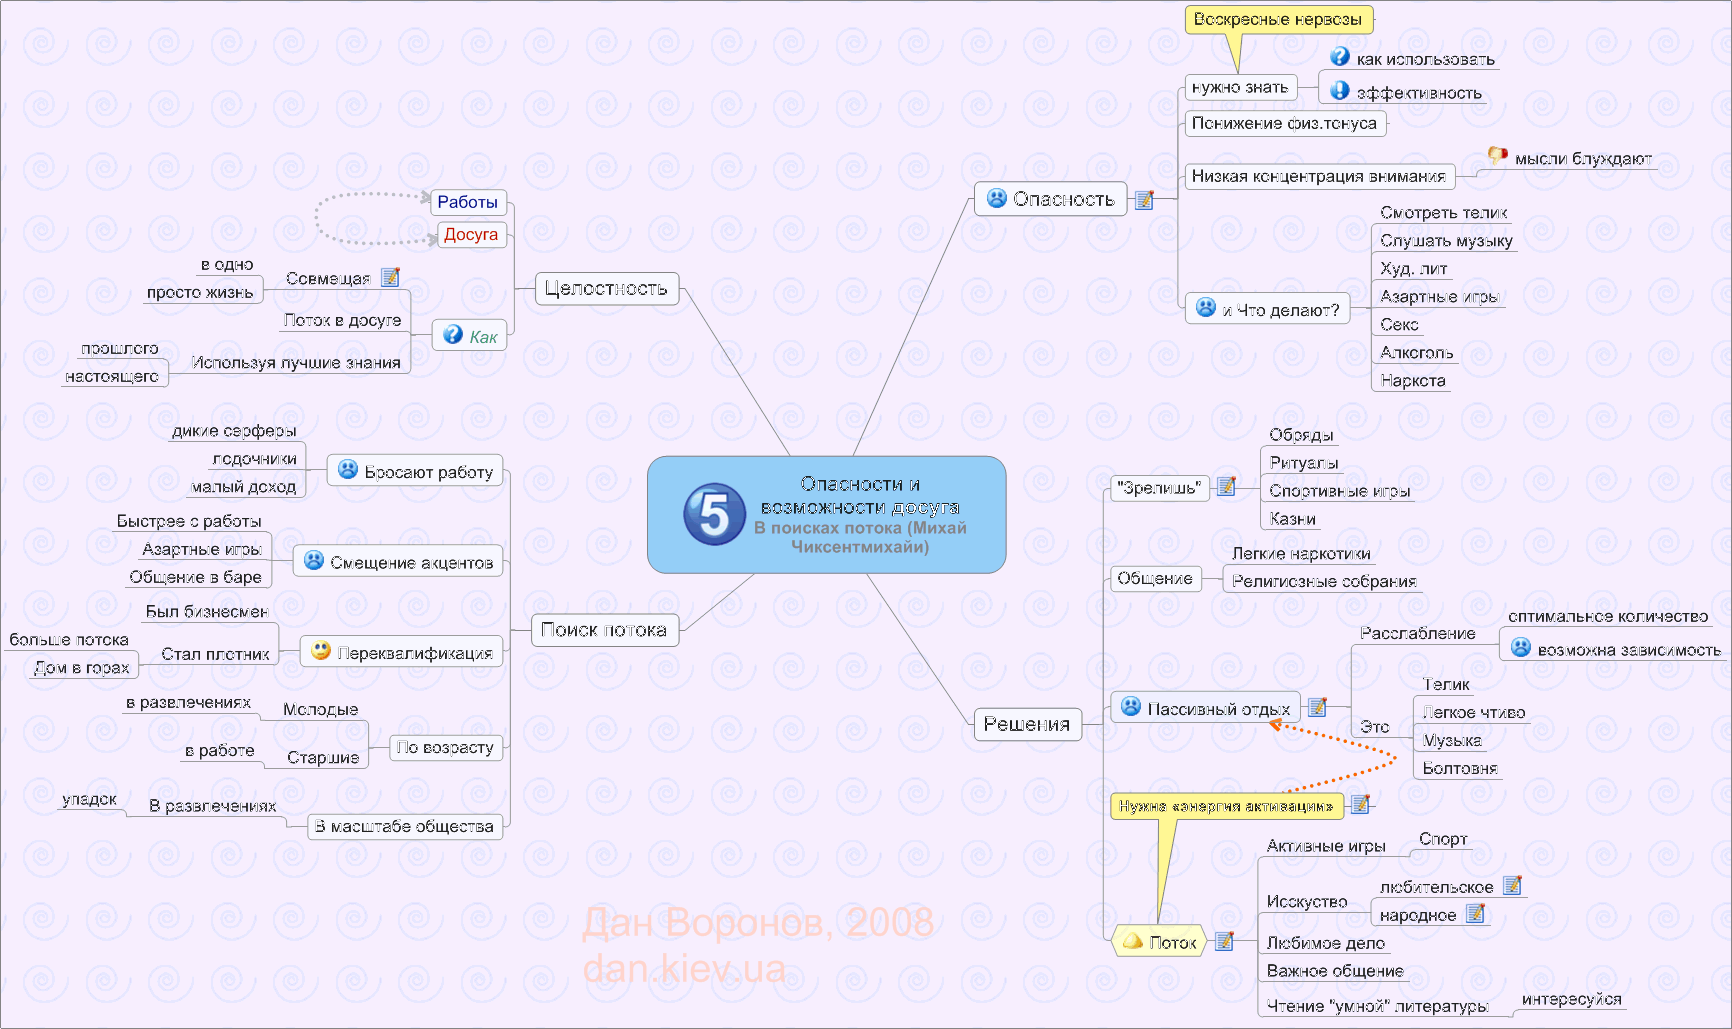 Опасности и
возможности досуга
В поисках потока (Михай
Чиксентмихайи)
Опасность
Воскресные неврозы
нужно знать
как использовать
эффективность
Понижение физ.тонуса
Низкая концентрация внимания
мысли блуждают
и Что делают?
Смотреть телик
Слушать музыку
Худ. лит
Азартные игры
Секс
Алкоголь
Наркота
Решения
"Зрелишь"
Обряды
Ритуалы
Спортивные игры
Казни
Общение
Легкие наркотики
Религиозные собрания
Пассивный отдых
Расслабление
оптимальное количество
возможна зависимость
Это
Телик
Легкое чтиво
Музыка
Болтовня
Нужна «энергия активации»
Поток
Активные игры
Спорт
Исскуство
любительское
народное
Любимое дело
Важное общение
Чтение "умной" литературы
интересуйся
Целостность
Работы
Досуга
Как
Совмещая
в одно
просто жизнь
Поток в досуге
Используя лучшие знания
прошлого
настоящего
Поиск потока
Бросают работу
дикие серферы
лодочники
малый доход
Смещение акцентов
Быстрее с работы
Азартные игры
Общение в баре
Переквалификация
Был бизнесмен
Стал плотник
больше потока
Дом в горах
По возрасту
Молодые
в развлечениях
Старшие
в работе
В масштабе общества
В развлечениях
упадок
Дан Воронов, 2008
dan.kiev.ua